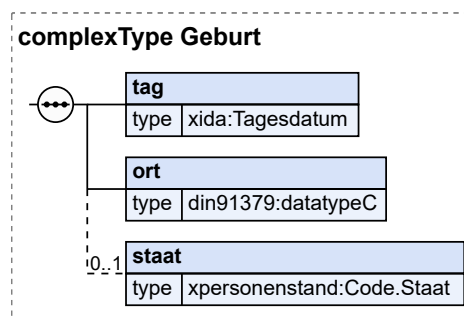 complexType Geburt
tag
type xida:Tagesdatum
ort
type din91379:datatypeC
0..1 staat
type xpersonenstand:Code.Staat